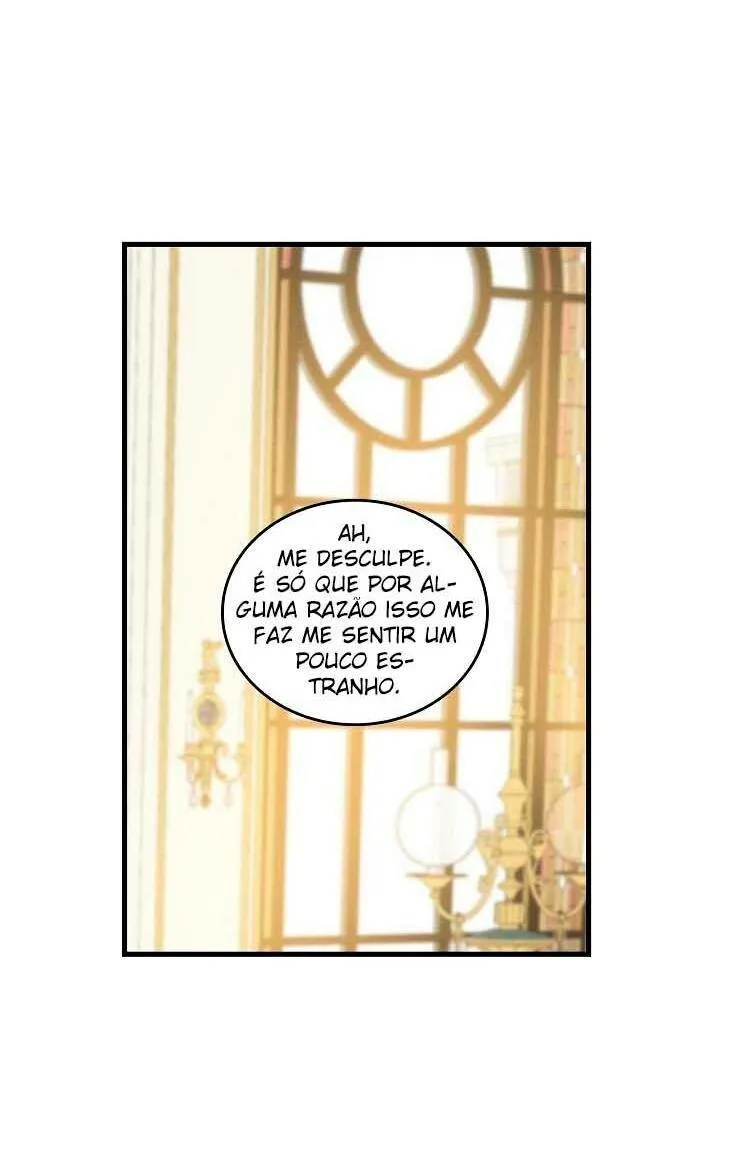 AH,
ME DESCULPE.
É SÓ QUE POR AL-
GUMA RAZÃO ISSO ME
FAZ ME SENTIR UM
POUCO ES-
TRANHO.